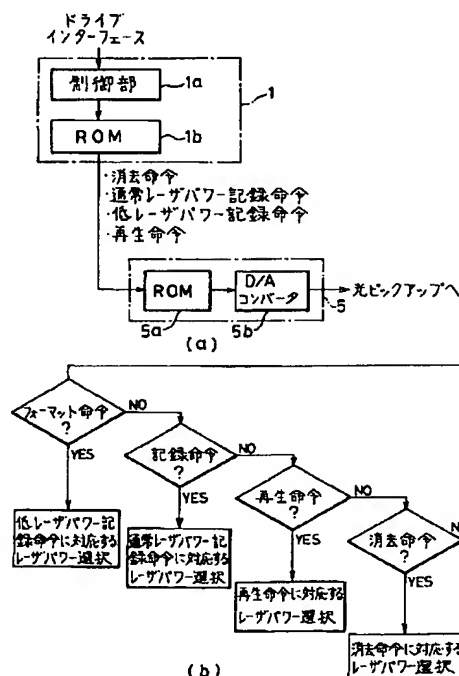 ドライブ
インターフェース
制御部
1a
1
ROM
1b
・消去命令
・通常レーザパワー記録命令
・低レーザパワー記録命令
・再生命令
ROM
D/A
コンバータ
光ピックアップへ
5
5a
5b
(a)
フォーマット命令
?
NO
YES
記録命令
?
NO
YES
再生命令
?
NO
YES
消去命令
?
N
YES
低レーザパワー記
録命令に対応する
レーザパワー選択
通常レーザパワー記
録命令に対応する
レーザパワー選択
再生命令に対応する
レーザパワー選択
消去命令に対応する
レーザパワー選択
(b)